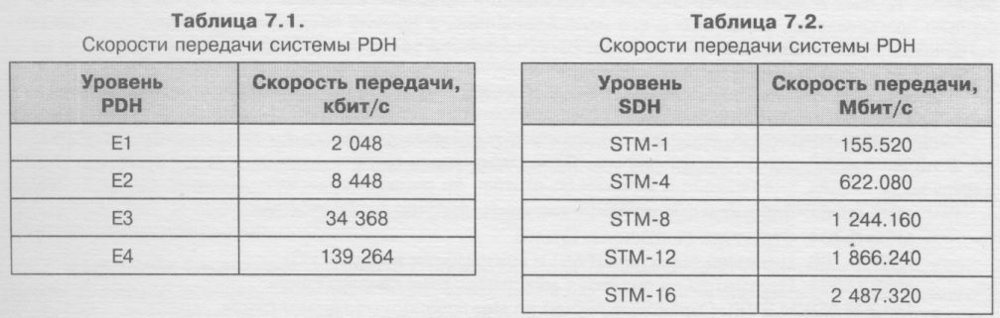 Таблица 7.1.
Скорости передачи системы PDH
Уровень PDH Скорость передачи, кбит/с
E1 2 048
E2 8 448
E3 34 368
E4 139 264
Таблица 7.2.
Скорости передачи системы PDH
Уровень SDH Скорость передачи, Мбит/с
STM-1 155.520
STM-4 622.080
STM-8 1 244.160
STM-12 1 866.240
STM-16 2 487.320